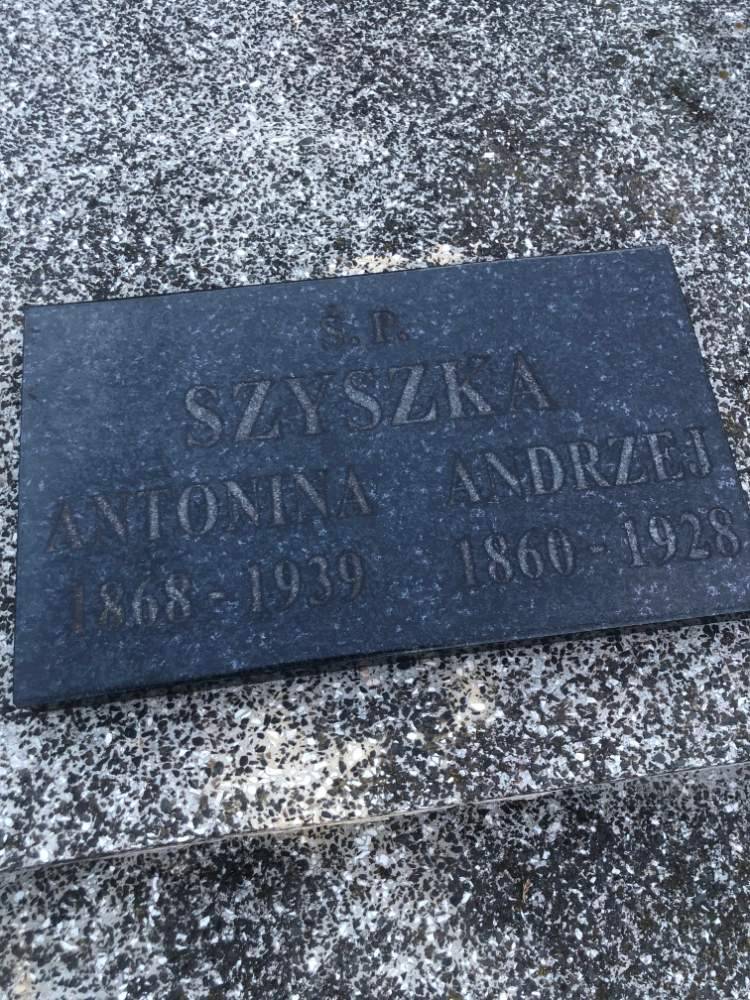 Ś. P.
SZYSZKA
ANTONINA ANDRZEJ
1868 - 1939 1860 - 1928